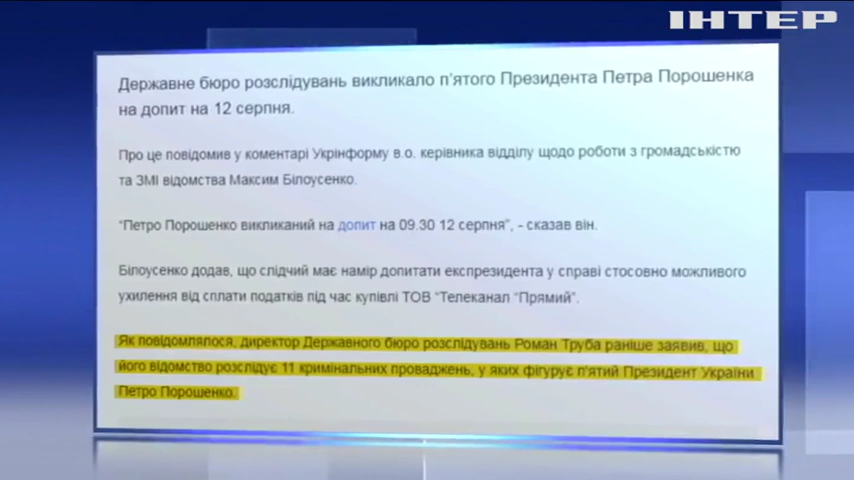 ІНТЕР
Державне бюро розслідувань викликало п'ятого Президента Петра Порошенка
на допит на 12 серпня.
Про це повідомив у коментарі Укрінформу в.о. керівника відділу щодо роботи з громадськістю
та ЗМІ відомства Максим Білоусенко.
“Петро Порошенко викликаний на допит на 09.30 12 серпня”, - сказав він.
Білоусенко додав, що слідчий має намір допитати експрезидента у справі стосовно можливого
ухилення від сплати податків під час купівлі ТОВ “Телеканал “Прямий”.
Як повідомлялося, директор Державного бюро розслідувань Роман Труба раніше заявив, що
його відомство розслідує 11 кримінальних проваджень, у яких фігурує п'ятий Президент України
Петро Порошенко.